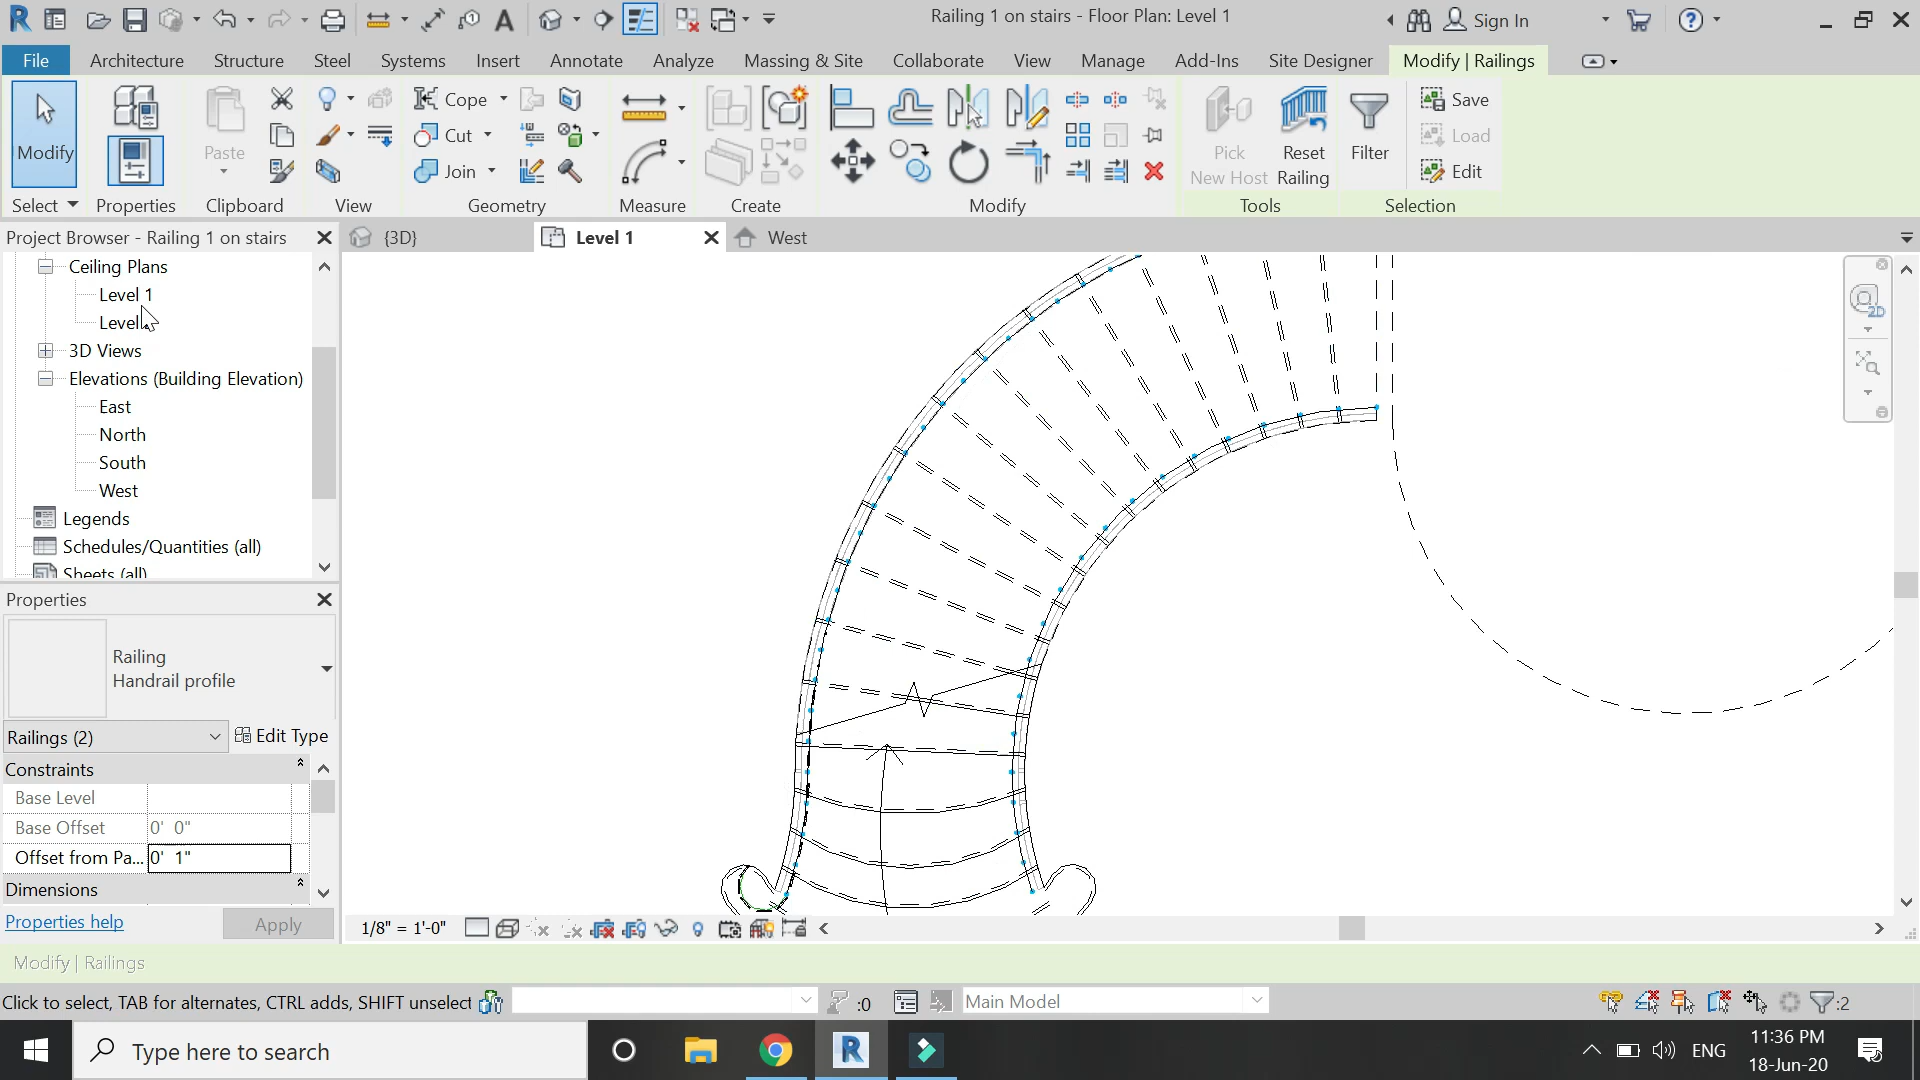 Railing 1 on stairs - Floor Plan: Level 1
Sign In
File Architecture Structure Steel Systems Insert Annotate Analyze Massing & Site Collaborate View Manage Add-Ins Site Designer Modify | Railings
Modify
Paste
Cope
Cut
Join
Pick
New Host
Reset
Railing
Filter
Save
Load
Edit
Select Properties Clipboard View Geometry Measure Create Modify Tools Selection
Project Browser - Railing 1 on stairs
{3D} Level 1 West
Ceiling Plans
Level 1
Level
3D Views
Elevations (Building Elevation)
East
North
South
West
Legends
Schedules/Quantities (all)
Sheets (all)
Properties
Railing
Handrail profile
Railings (2)
Edit Type
Constraints
Base Level
Base Offset 0' 0"
Offset from Pa... 0' 1"
Dimensions
Properties help
Apply
1/8" = 1'-0"
2D
Modify | Railings
Click to select, TAB for alternates, CTRL adds, SHIFT unselect
:0
Main Model
:2
Type here to search
ENG
11:36 PM
18-Jun-20